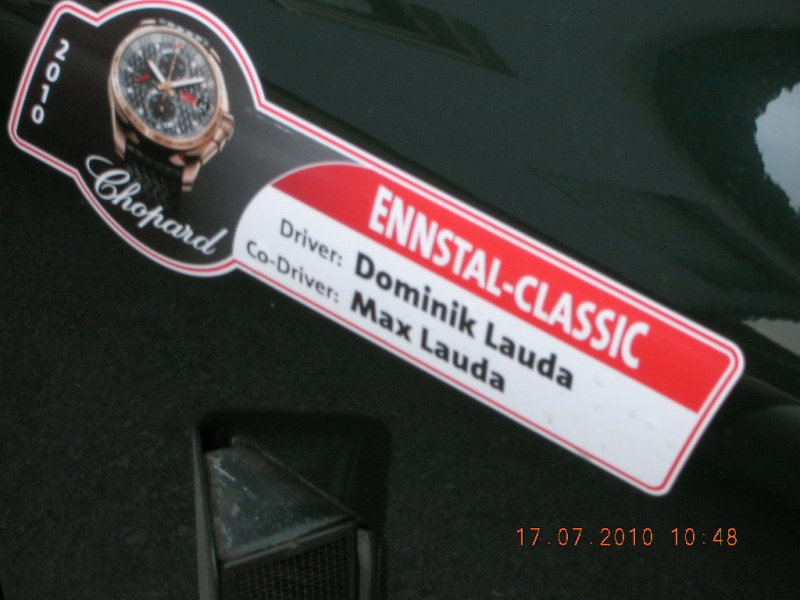 2010
Chopard
ENNSTAL-CLASSIC
Driver: Dominik Lauda
Co-Driver: Max Lauda
17.07.2010 10:48